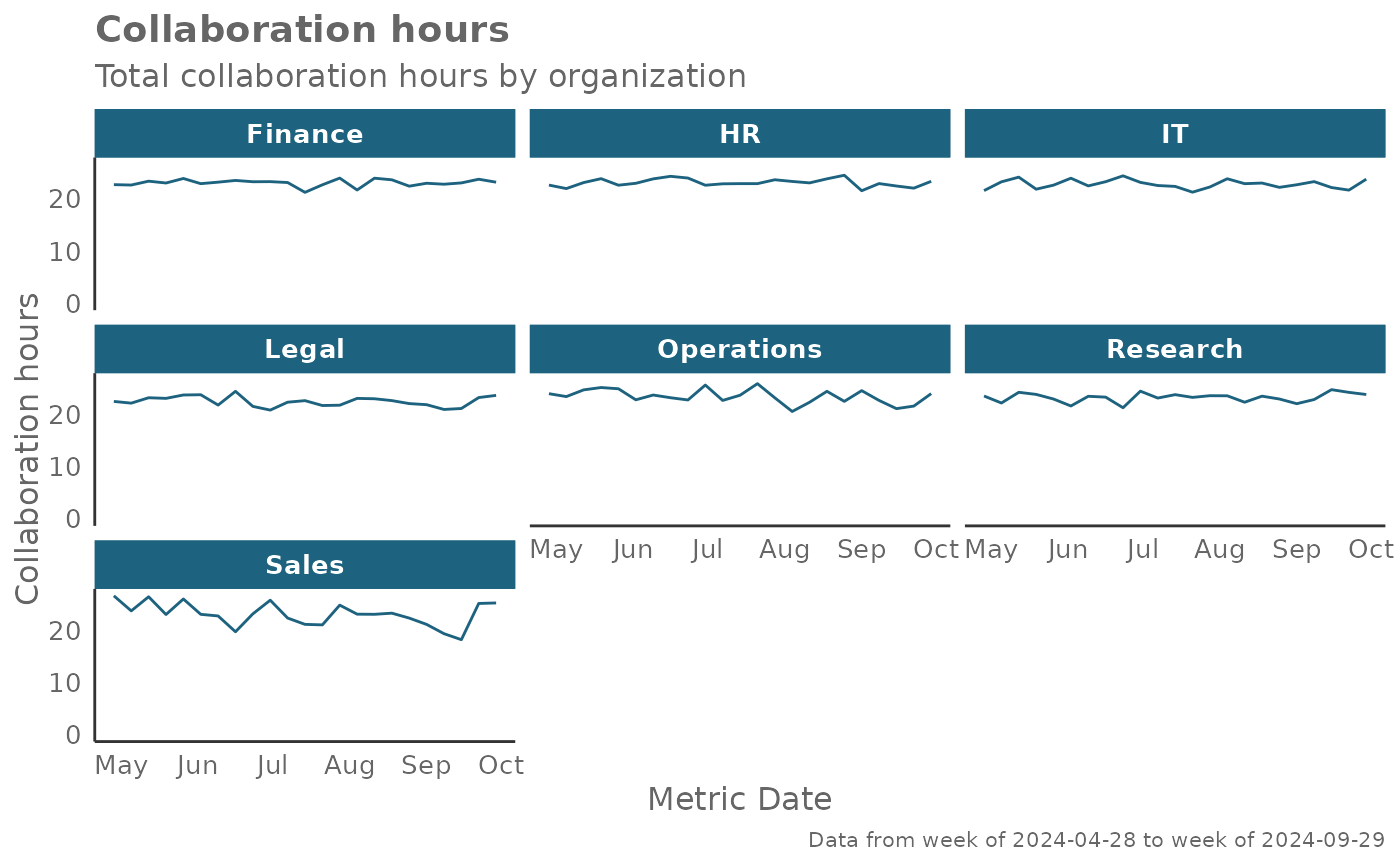 Collaboration hours
Total collaboration hours by organization
Finance HR IT
20
10
0
Legal Operations Research
20
10
0
May Jun Jul Aug Sep Oct May Jun Jul Aug Sep Oct
Sales
20
10
0
May Jun Jul Aug Sep Oct
Collaboration hours
Metric Date
Data from week of 2024-04-28 to week of 2024-09-29